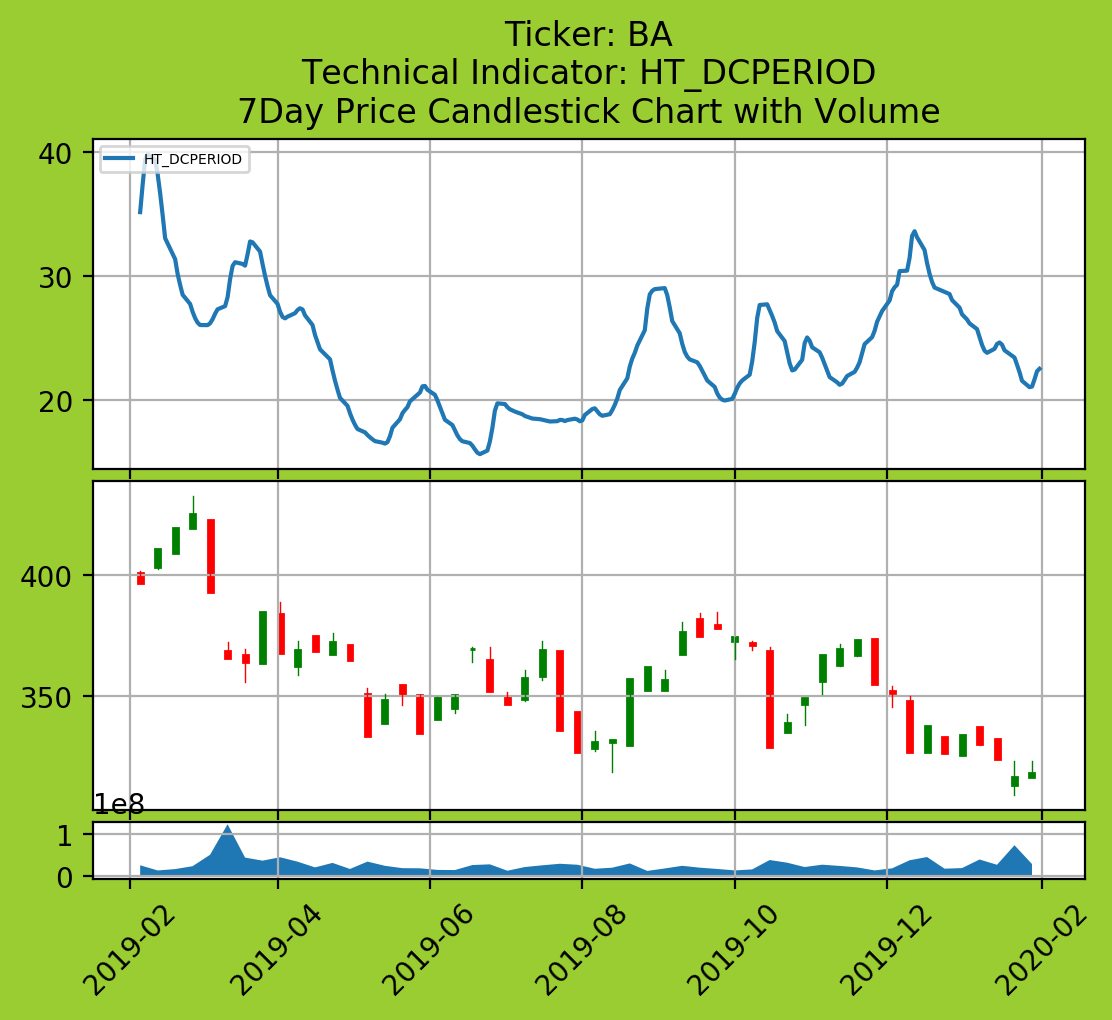 Ticker: BA
Technical Indicator: HT_DCPERIOD
7Day Price Candlestick Chart with Volume
HT_DCPERIOD
40
30
20
400
350
1e8
1
0
2019-02
2019-04
2019-06
2019-08
2019-10
2019-12
2020-02